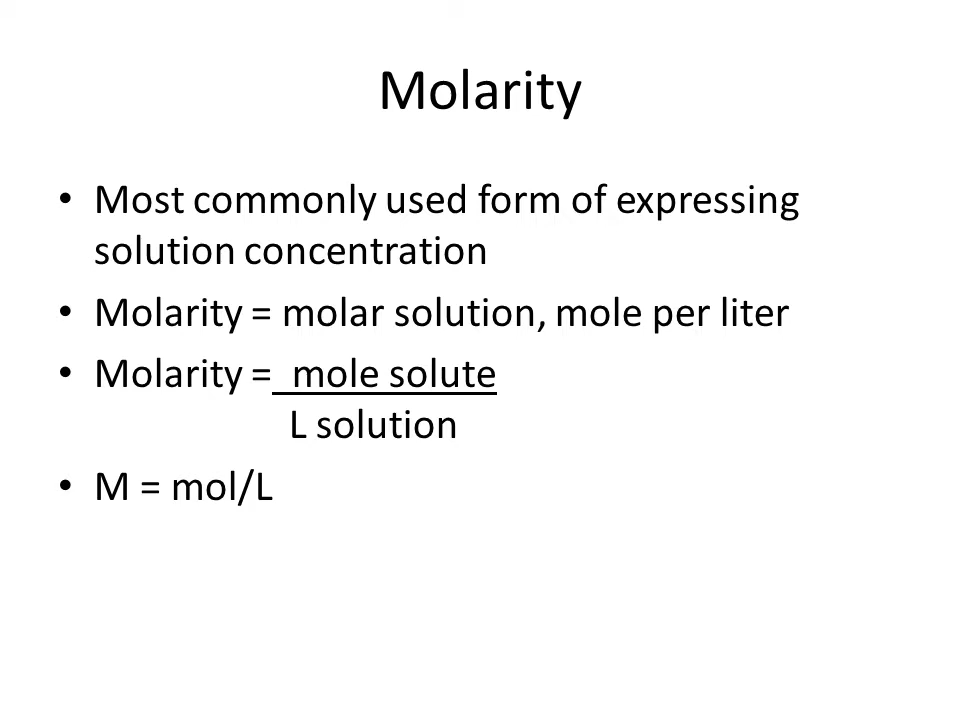 Molarity
• Most commonly used form of expressing
solution concentration
• Molarity = molar solution, mole per liter
• Molarity = mole solute
L solution
• M = mol/L